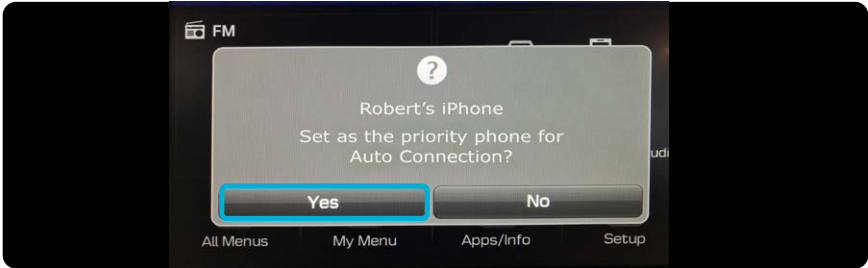 FM
?
Robert's iPhone
Set as the priority phone for
Auto Connection?
Yes
No
udi
All Menus
My Menu
Apps/Info
Setup